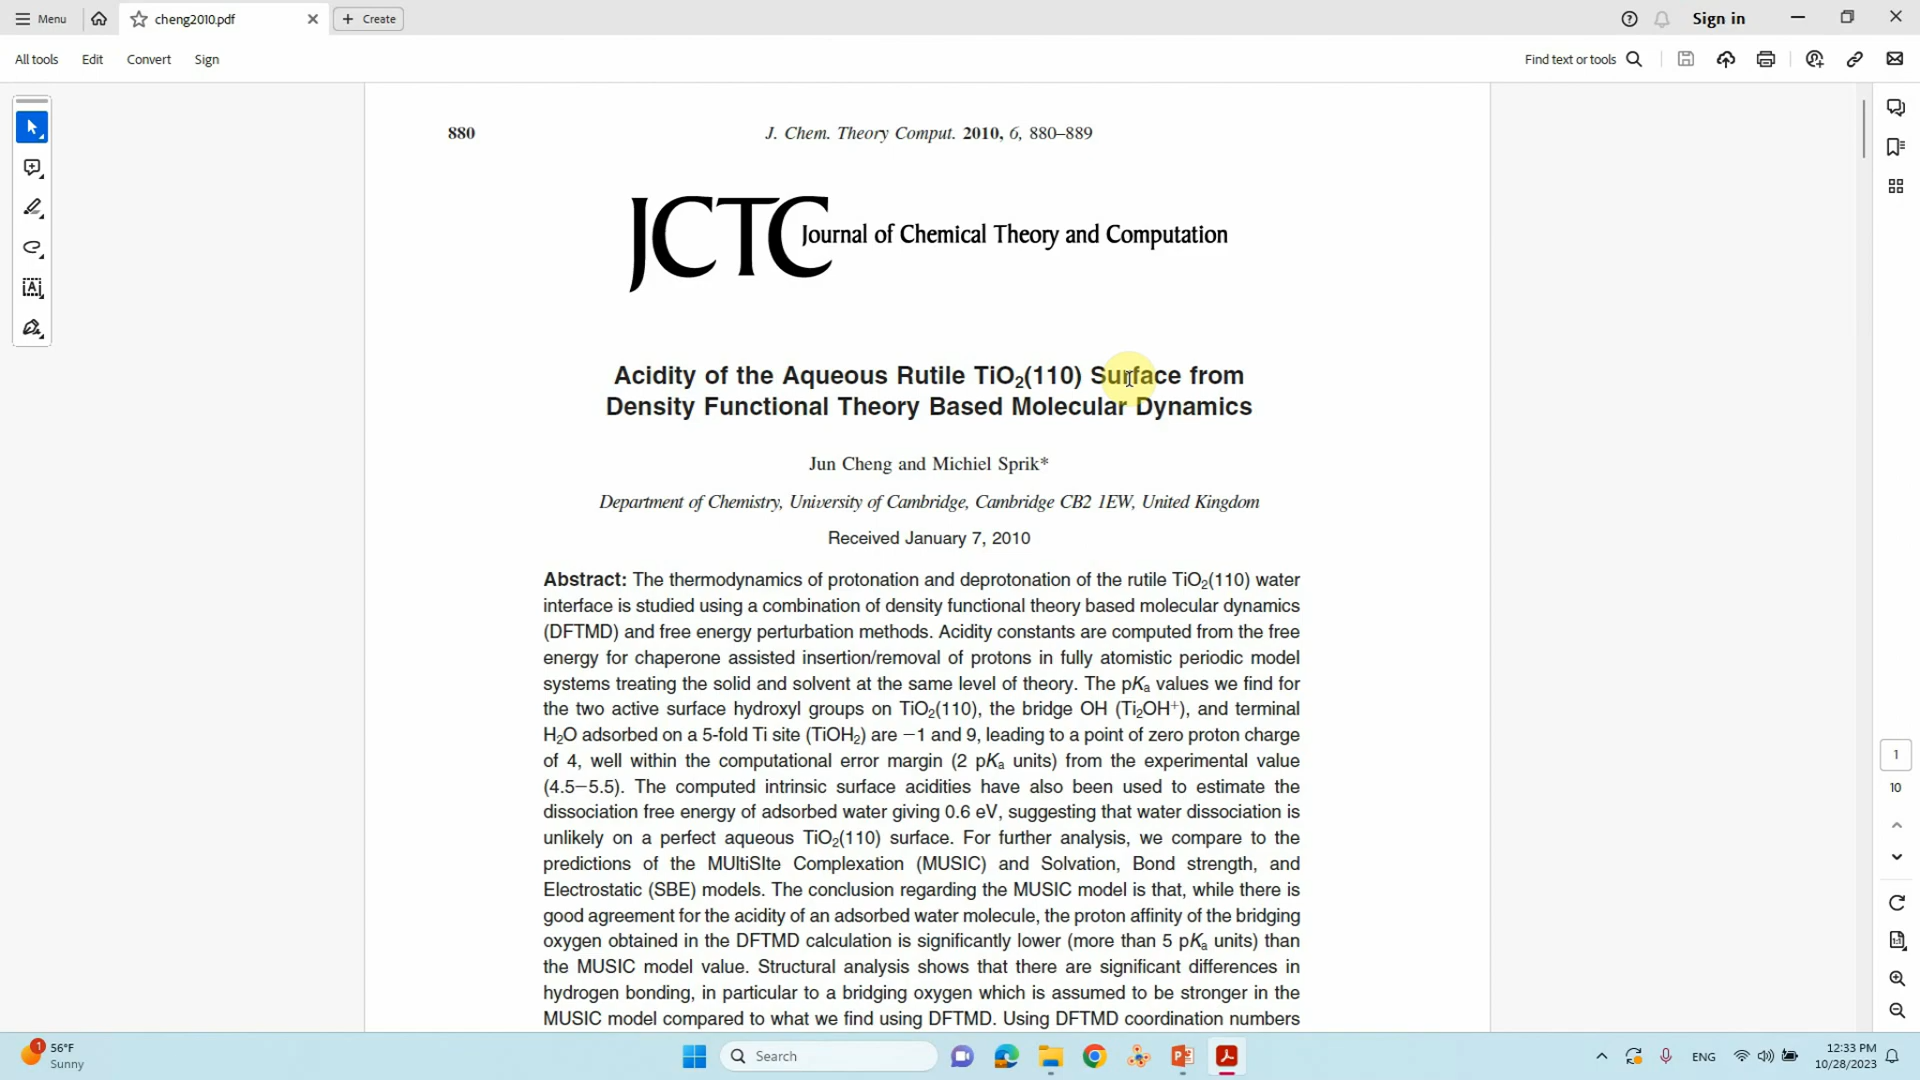 Menu
cheng2010.pdf
Create
Sign in
All tools
Edit
Convert
Sign
Find text or tools
880
J. Chem. Theory Comput. 2010, 6, 880–889
JCTC Journal of Chemical Theory and Computation
Acidity of the Aqueous Rutile TiO2(110) Surface from
Density Functional Theory Based Molecular Dynamics
Jun Cheng and Michiel Sprik*
Department of Chemistry, University of Cambridge, Cambridge CB2 1EW, United Kingdom
Received January 7, 2010
Abstract: The thermodynamics of protonation and deprotonation of the rutile TiO2(110) water
interface is studied using a combination of density functional theory based molecular dynamics
(DFTMD) and free energy perturbation methods. Acidity constants are computed from the free
energy for chaperone assisted insertion/removal of protons in fully atomistic periodic model
systems treating the solid and solvent at the same level of theory. The pKa values we find for
the two active surface hydroxyl groups on TiO2(110), the bridge OH (Ti2OH+), and terminal
H2O adsorbed on a 5-fold Ti site (TiOH2) are −1 and 9, leading to a point of zero proton charge
of 4, well within the computational error margin (2 pKa units) from the experimental value
(4.5−5.5). The computed intrinsic surface acidities have also been used to estimate the
dissociation free energy of adsorbed water giving 0.6 eV, suggesting that water dissociation is
unlikely on a perfect aqueous TiO2(110) surface. For further analysis, we compare to the
predictions of the MUltiSIte Complexation (MUSIC) and Solvation, Bond strength, and
Electrostatic (SBE) models. The conclusion regarding the MUSIC model is that, while there is
good agreement for the acidity of an adsorbed water molecule, the proton affinity of the bridging
oxygen obtained in the DFTMD calculation is significantly lower (more than 5 pKa units) than
the MUSIC model value. Structural analysis shows that there are significant differences in
hydrogen bonding, in particular to a bridging oxygen which is assumed to be stronger in the
MUSIC model compared to what we find using DFTMD. Using DFTMD coordination numbers
1
10
1
56°F
Sunny
Search
ENG
12:33 PM
10/28/2023